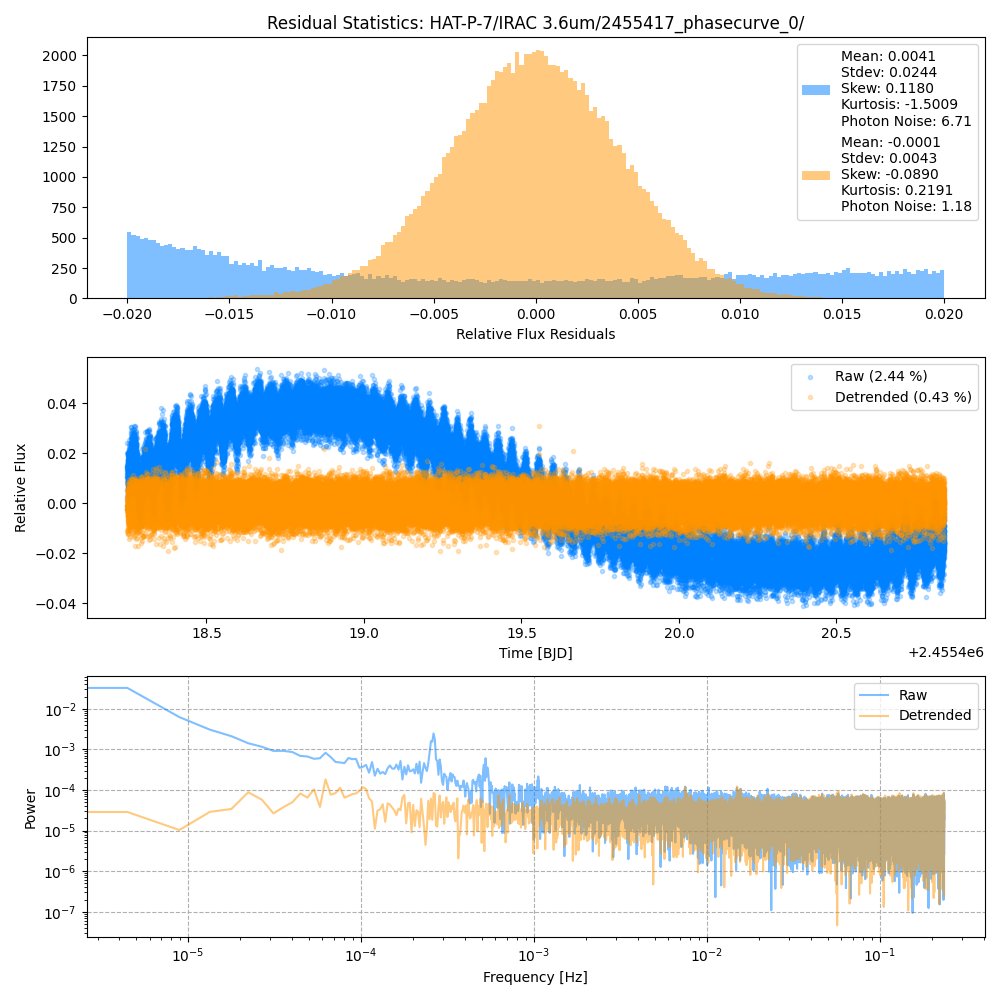 Residual Statistics: HAT-P-7/IRAC 3.6um/2455417_phasecurve_0/
2000
1750
1500
1250
1000
750
500
250
0
Mean: 0.0041
Stdev: 0.0244
Skew: 0.1180
Kurtosis: -1.5009
Photon Noise: 6.71
Mean: -0.0001
Stdev: 0.0043
Skew: -0.0890
Kurtosis: 0.2191
Photon Noise: 1.18
−0.020 −0.015 −0.010 −0.005 0.000 0.005 0.010 0.015 0.020
Relative Flux Residuals
Relative Flux
0.04
0.02
0.00
−0.02
−0.04
Raw (2.44 %)
Detrended (0.43 %)
18.5 19.0 19.5 20.0 20.5
Time [BJD]
+2.4554e6
Power
10⁻²
10⁻³
10⁻⁴
10⁻⁵
10⁻⁶
10⁻⁷
Raw
Detrended
10⁻⁵ 10⁻⁴ 10⁻³ 10⁻² 10⁻¹
Frequency [Hz]